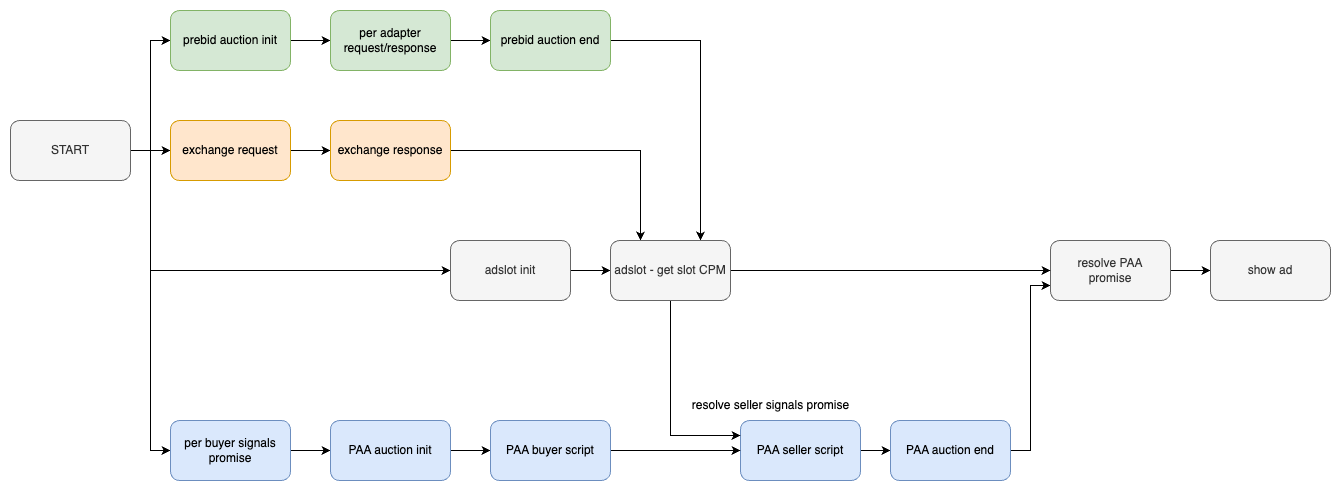 prebid auction init
per adapter
request/response
prebid auction end
START
exchange request
exchange response
adslot init
adslot - get slot CPM
resolve PAA
promise
show ad
resolve seller signals promise
per buyer signals
promise
PAA auction init
PAA buyer script
PAA seller script
PAA auction end